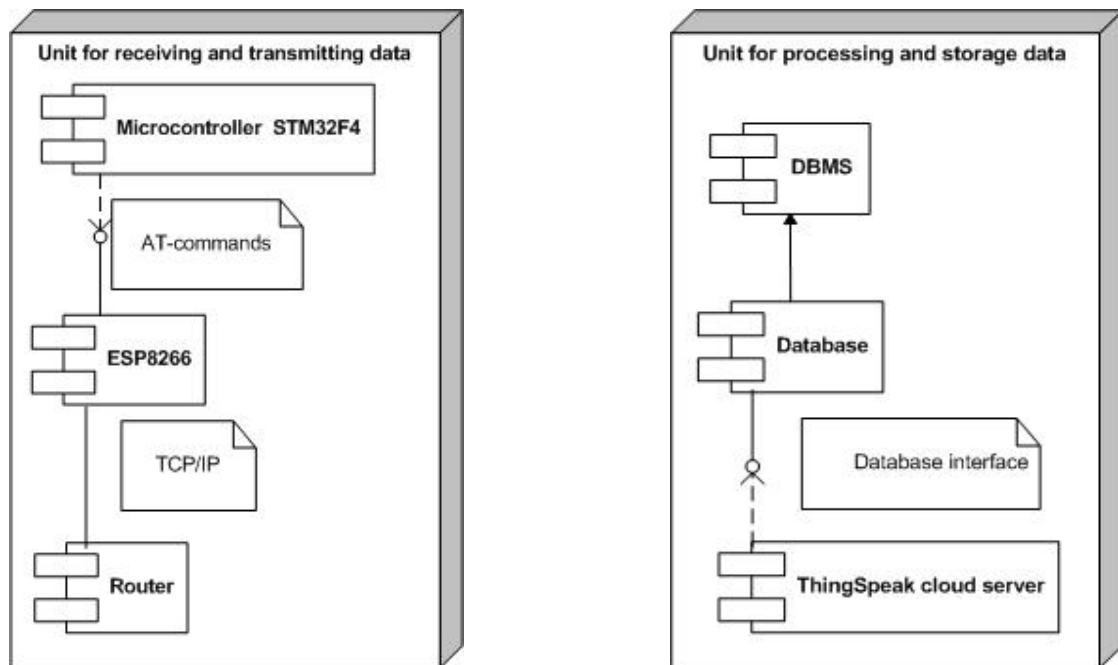 Unit for receiving and transmitting data
Microcontroller STM32F4
AT-commands
ESP8266
TCP/IP
Router
Unit for processing and storage data
DBMS
Database
Database interface
ThingSpeak cloud server